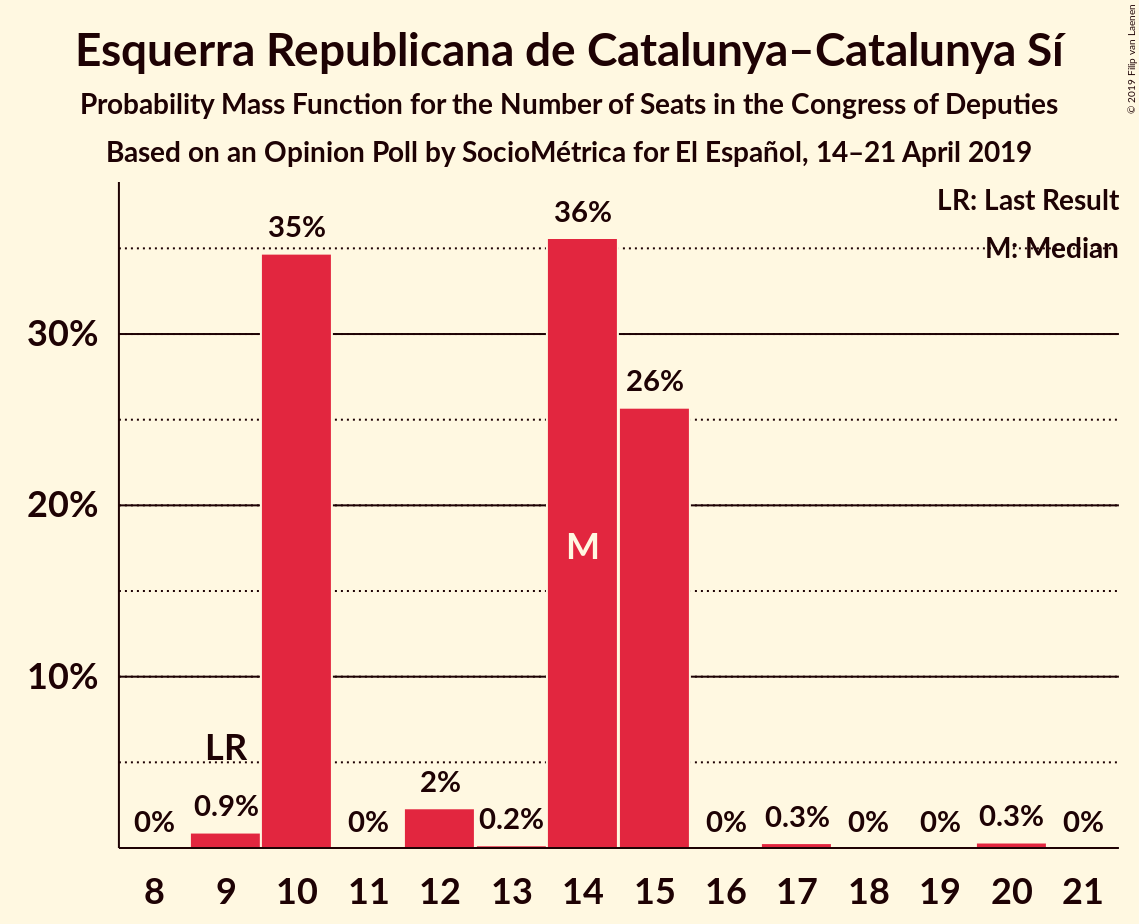 Esquerra Republicana de Catalunya–Catalunya Sí
Probability Mass Function for the Number of Seats in the Congress of Deputies
Based on an Opinion Poll by SocioMétrica for El Español, 14–21 April 2019
© 2019 Filip van Laenen
LR: Last Result
M: Median
30%
20%
10%
0%
0.9%
35%
0%
2%
0.2%
36%
26%
0%
0.3%
0%
0%
0.3%
0%
LR
M
8 9 10 11 12 13 14 15 16 17 18 19 20 21